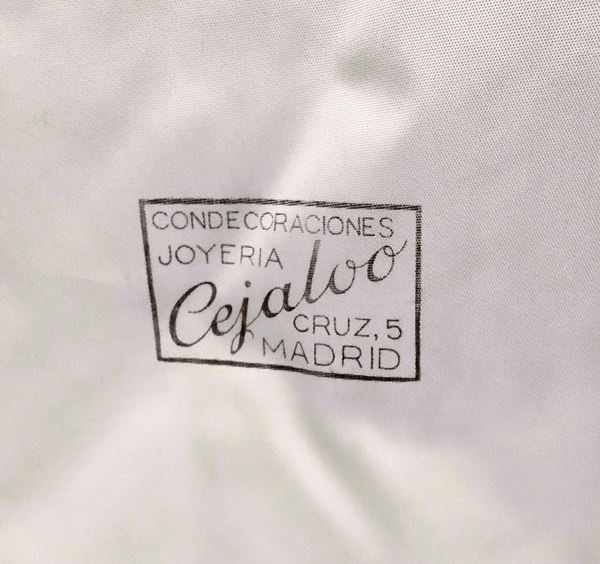 CONDECORACIONES
JOYERIA
Cejalvo
CRUZ, 5
MADRID